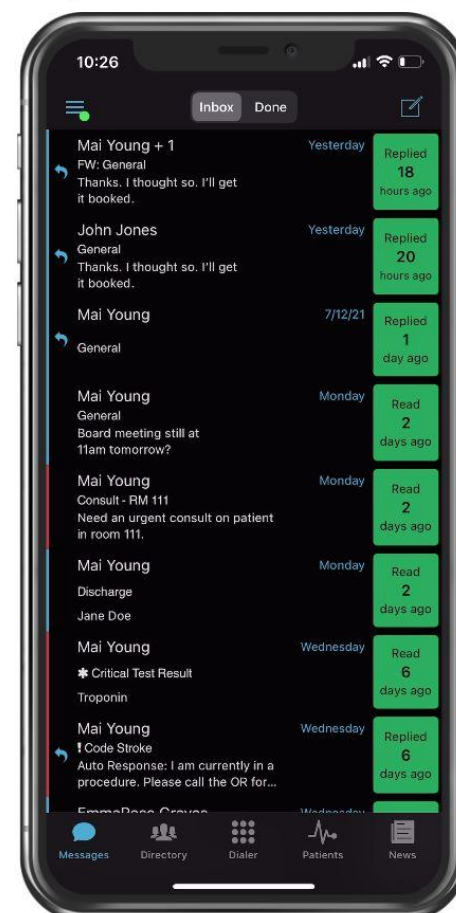 10:26
Inbox Done
Mai Young + 1 Yesterday
FW: General
Thanks. I thought so. I'll get
it booked.
Replied
18
hours ago
John Jones Yesterday
General
Thanks. I thought so. I'll get
it booked.
Replied
20
hours ago
Mai Young 7/12/21
General
Replied
1
day ago
Mai Young Monday
General
Board meeting still at
11am tomorrow?
Read
2
days ago
Mai Young Monday
Consult - RM 111
Need an urgent consult on patient
in room 111.
Read
2
days ago
Mai Young Monday
Discharge
Jane Doe
Read
2
days ago
Mai Young Wednesday
✱ Critical Test Result
Troponin
Read
6
days ago
Mai Young Wednesday
! Code Stroke
Auto Response: I am currently in a
procedure. Please call the OR for...
Replied
6
days ago
EmmaRose Graves Wednesday
Messages Directory Dialer Patients News